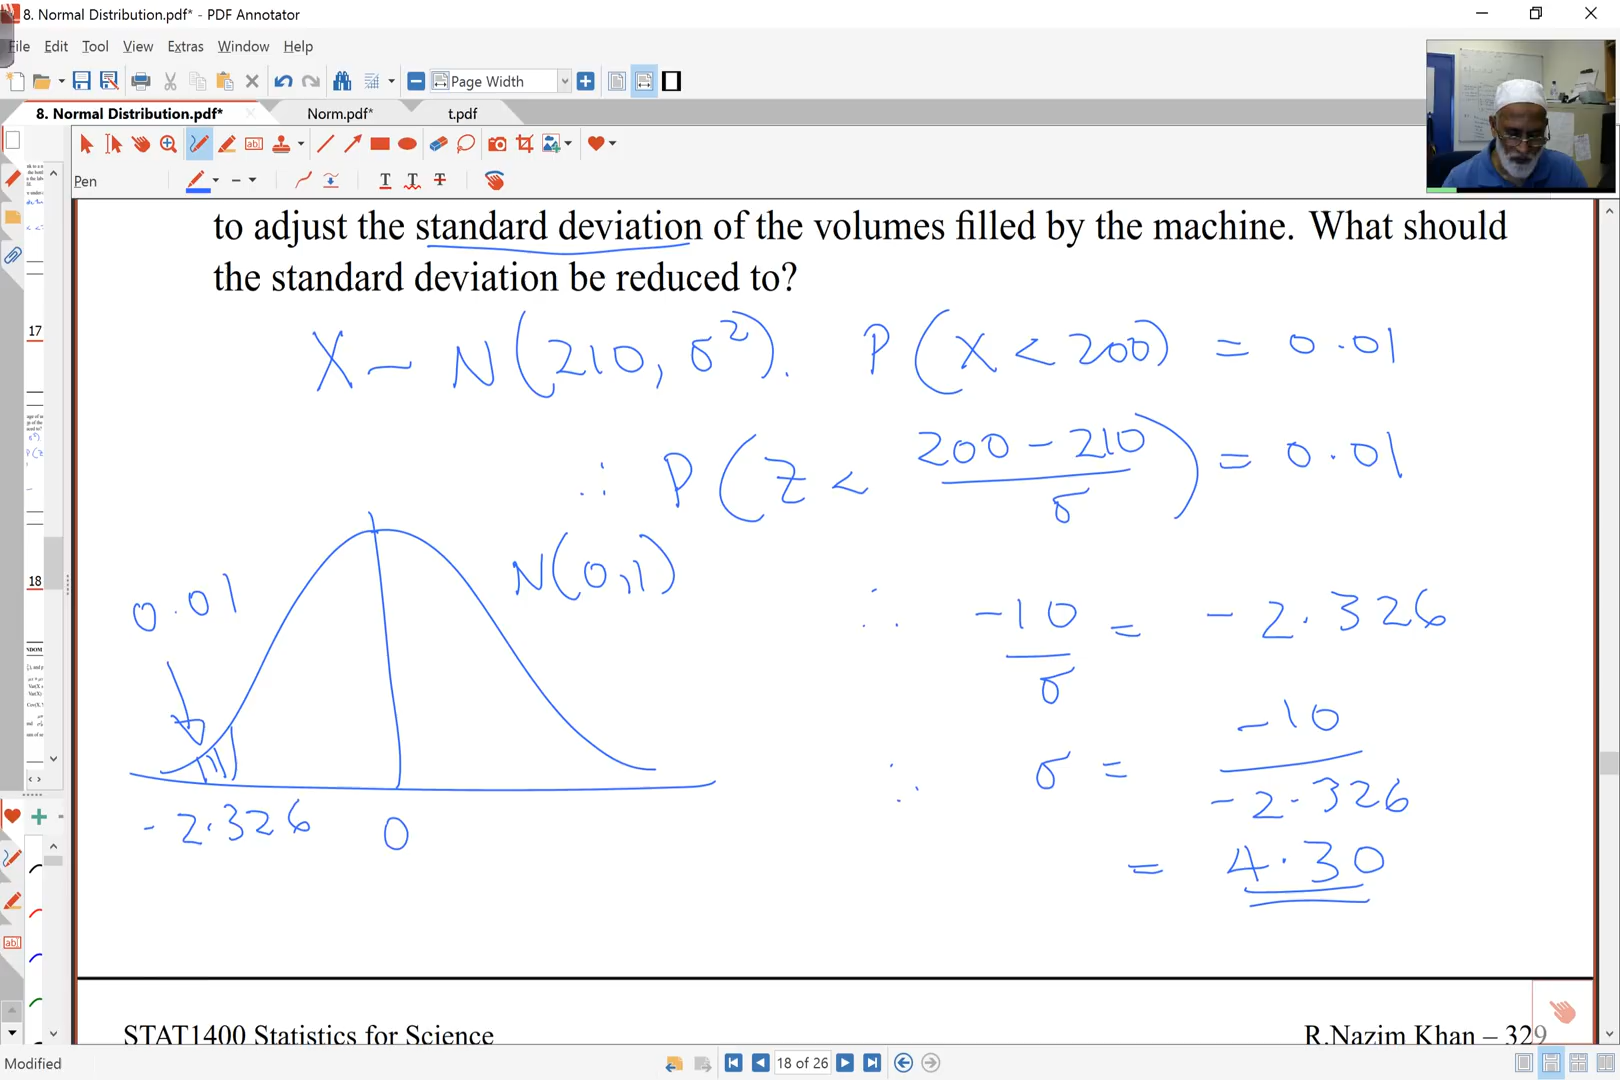 8. Normal Distribution.pdf* - PDF Annotator
File Edit Tool View Extras Window Help
Page Width
8. Normal Distribution.pdf* Norm.pdf* t.pdf
Pen
to adjust the standard deviation of the volumes filled by the machine. What should
the standard deviation be reduced to?
X ~ N(210, σ²). P(X < 200) = 0.01
∴ P(Z < (200 - 210)/σ) = 0.01
N(0,1)
0.01
∴ -10/σ = -2.326
∴ σ = -10/-2.326
-2.326 0
= 4.30
17
18
STAT1400 Statistics for Science R.Nazim Khan – 329
Modified 18 of 26